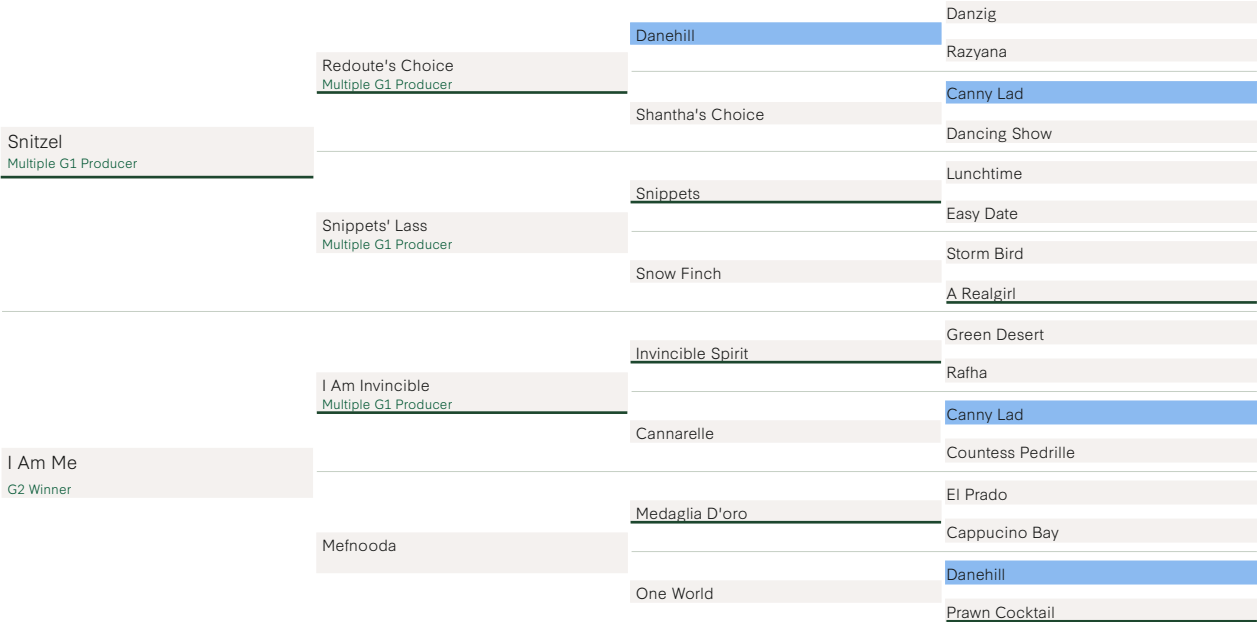 Snitzel
Multiple G1 Producer
I Am Me
G2 Winner
Redoute's Choice
Multiple G1 Producer
Snippets' Lass
Multiple G1 Producer
I Am Invincible
Multiple G1 Producer
Mefnooda
Danehill
Shantha's Choice
Snippets
Snow Finch
Invincible Spirit
Cannarelle
Medaglia D'oro
One World
Danzig
Razyana
Canny Lad
Dancing Show
Lunchtime
Easy Date
Storm Bird
A Realgirl
Green Desert
Rafha
Canny Lad
Countess Pedrille
El Prado
Cappucino Bay
Danehill
Prawn Cocktail